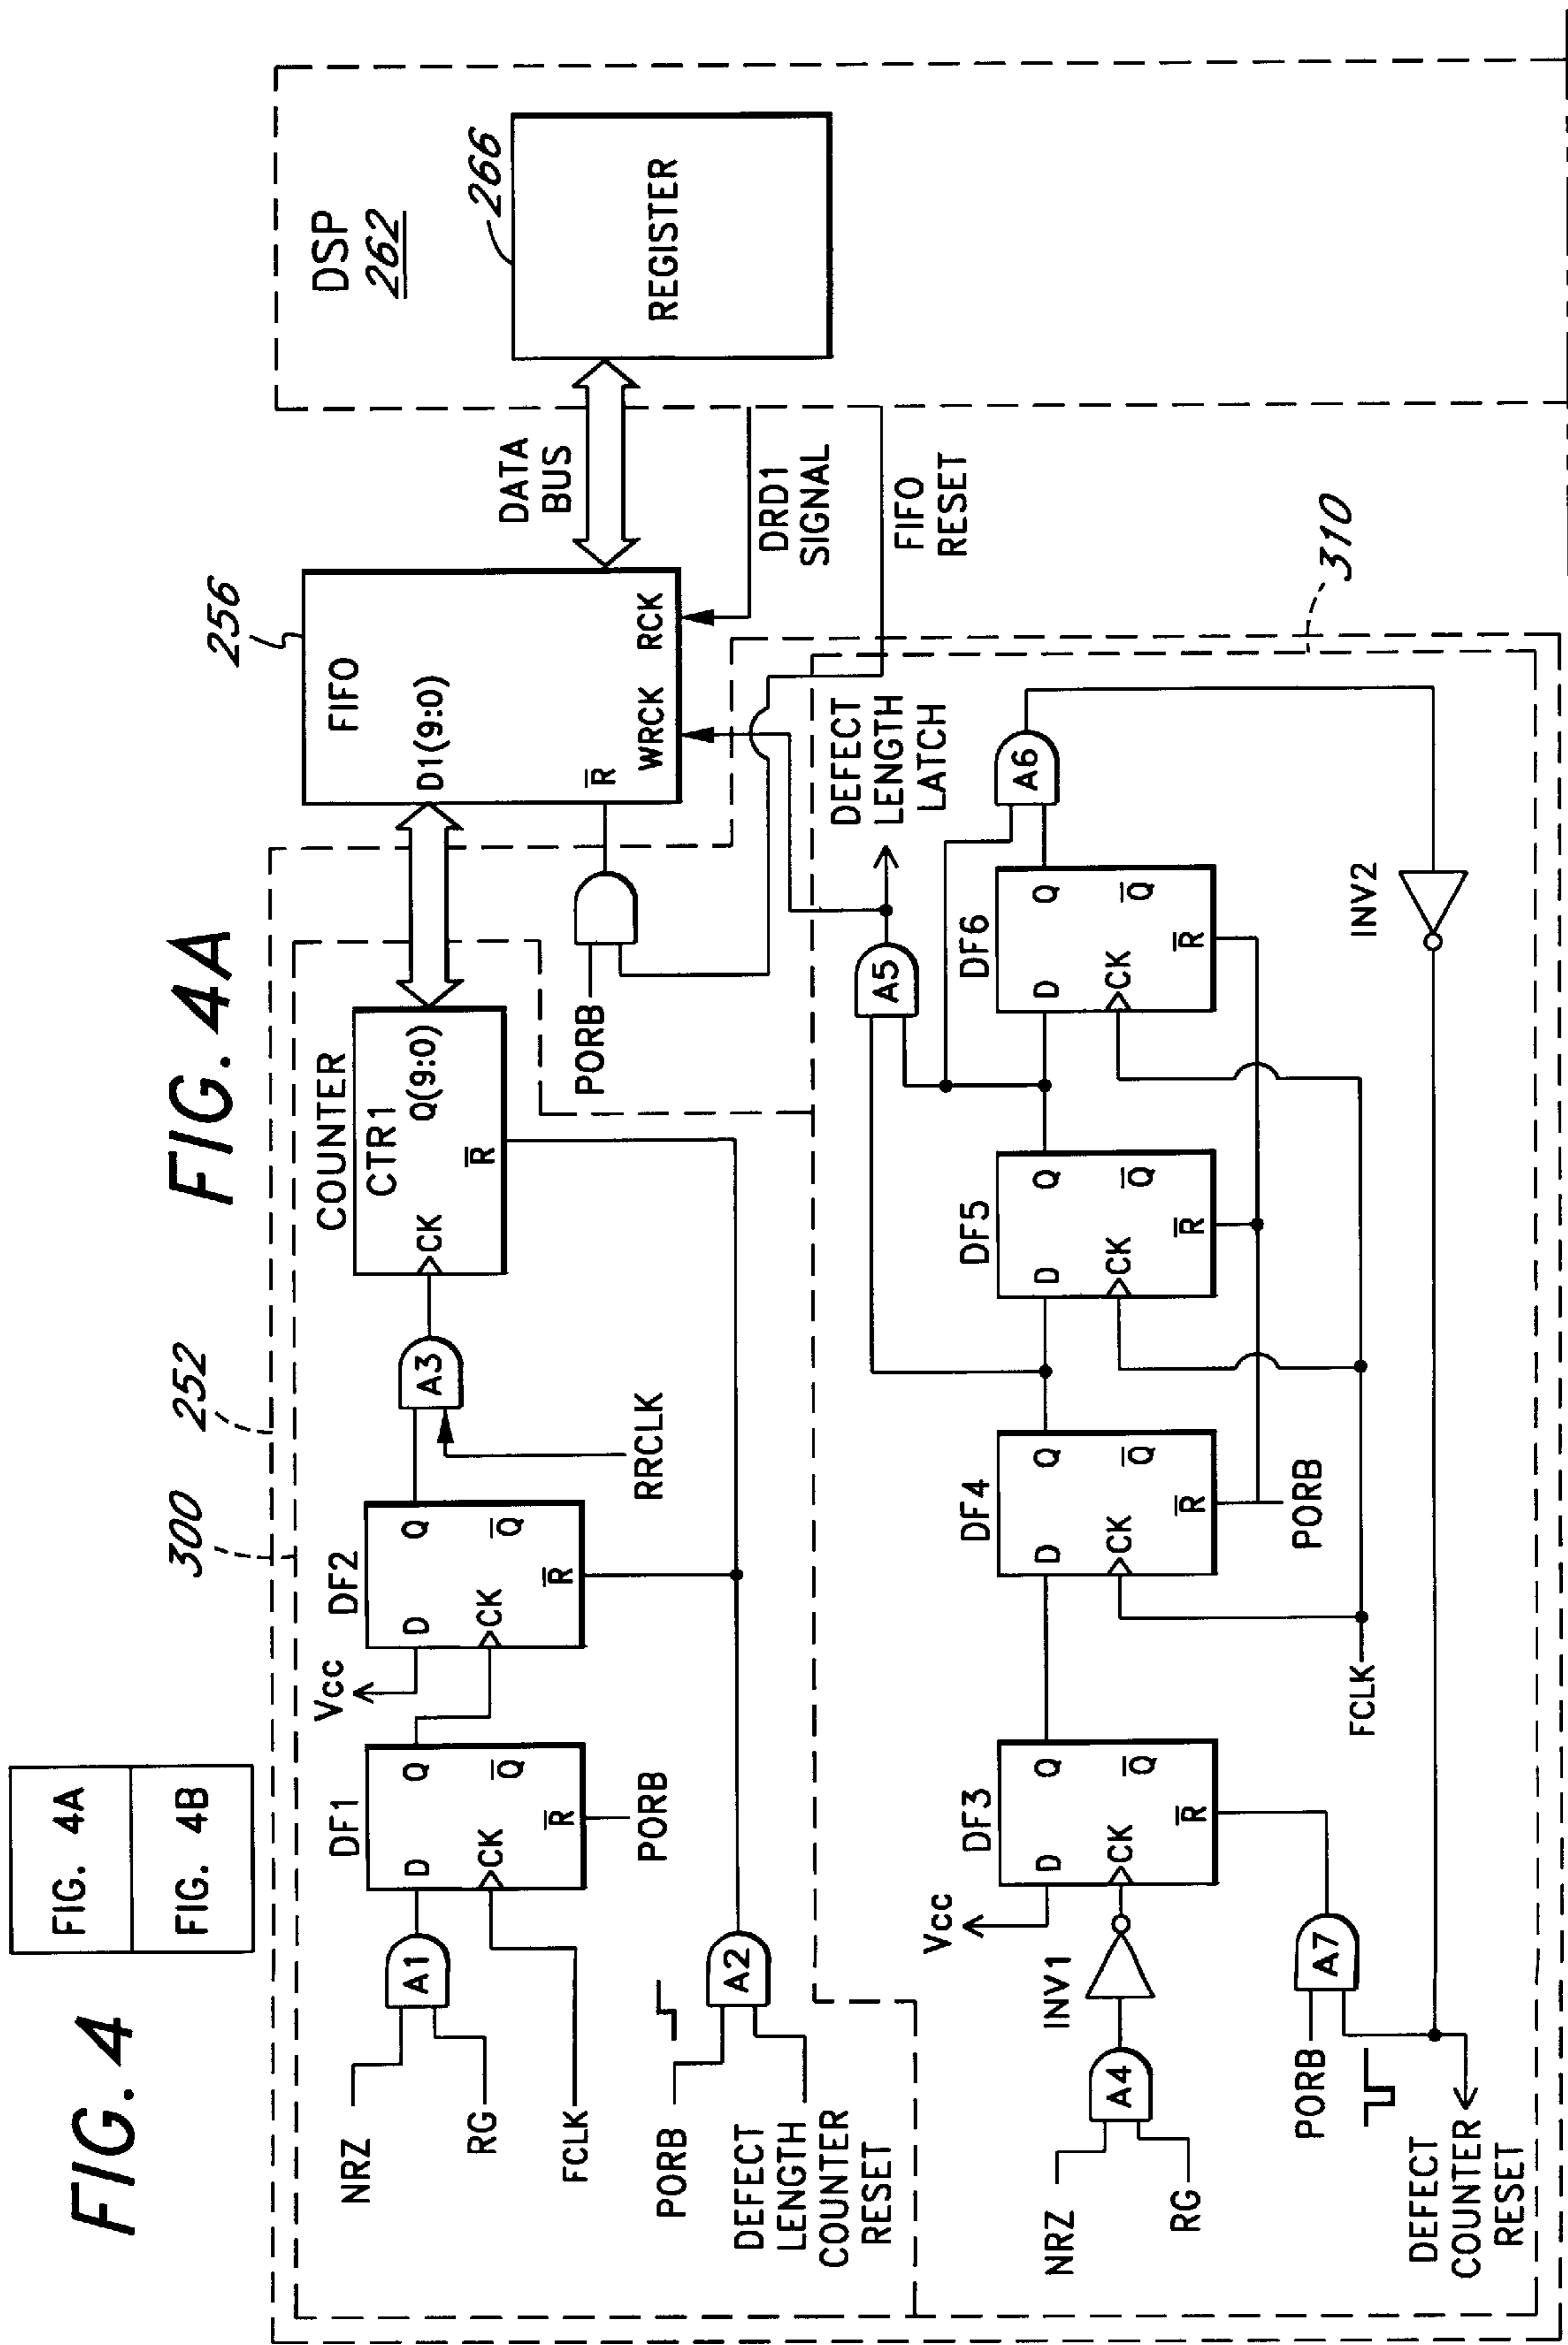 FIG. 4
FIG. 4A
FIG. 4B
FIG. 4A
300
252
256
DSP
262
266
REGISTER
DATA
BUS
DRD1
SIGNAL
FIFO
RESET
310
FIFO
D1(9:0)
R
WRCK
RCK
PORB
COUNTER
CTR1
Q(9:0)
CK
R
A3
RRCLK
DF2
Vcc
D
Q
CK
Q
R
DF1
D
Q
CK
Q
R
PORB
A1
NRZ
RG
FCLK
PORB
A2
DEFECT
LENGTH
COUNTER
RESET
DEFECT
LENGTH
LATCH
A5
A6
DF6
D
Q
CK
Q
R
DF5
D
Q
CK
Q
R
DF4
D
Q
CK
Q
R
PORB
DF3
Vcc
D
Q
CK
Q
R
FCLK
INV1
A4
NRZ
RG
A7
PORB
INV2
DEFECT
COUNTER
RESET